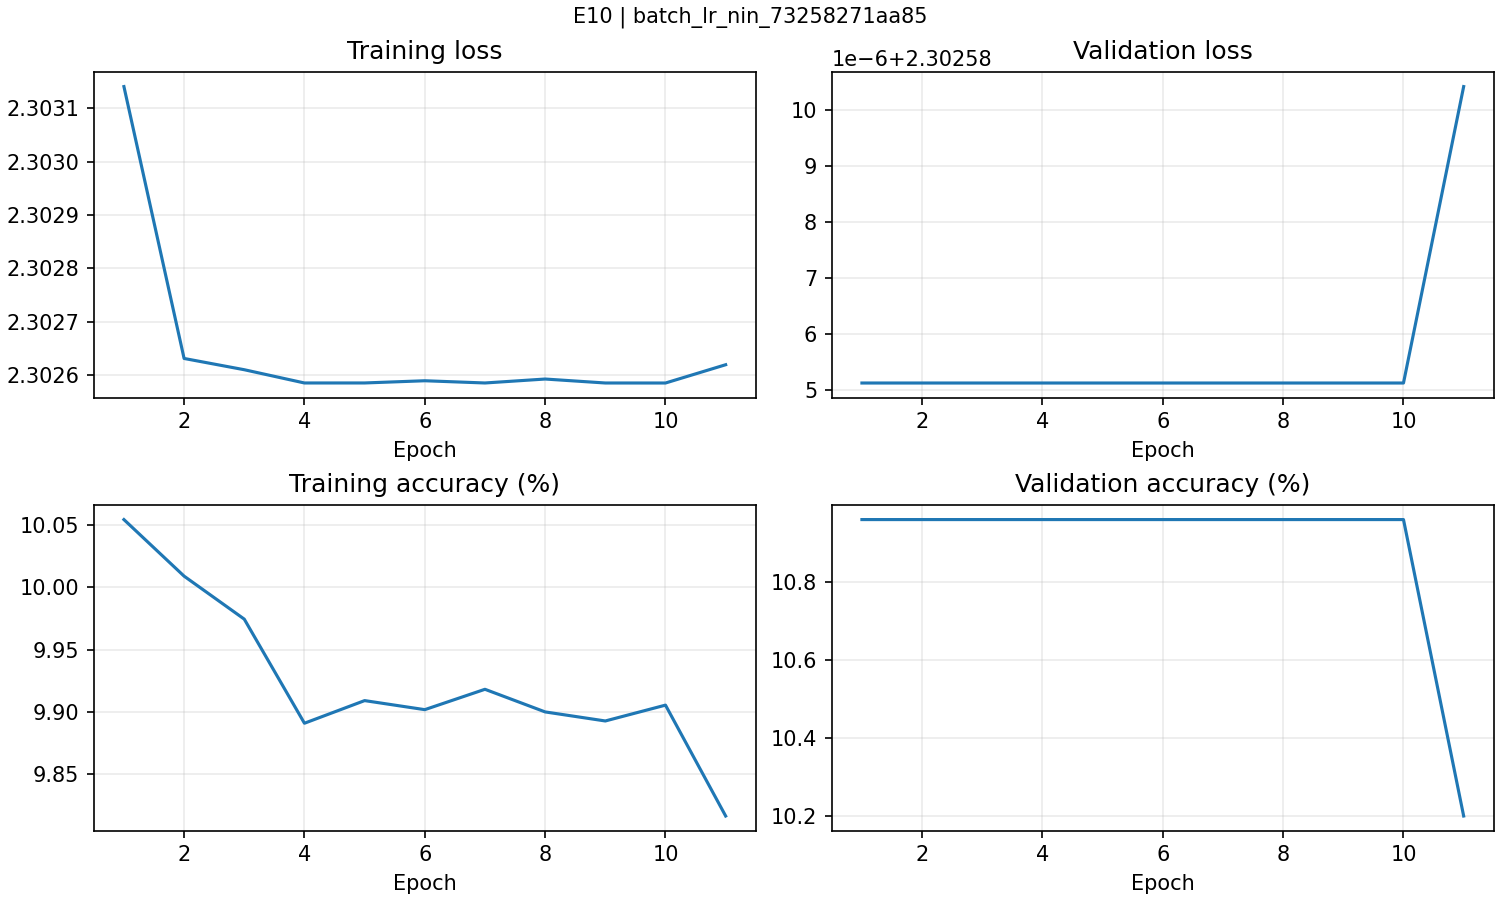 E10 | batch_lr_nin_73258271aa85
Training loss
2.3031
2.3030
2.3029
2.3028
2.3027
2.3026
2 4 6 8 10
Epoch
Validation loss
1e−6+2.30258
10
9
8
7
6
5
2 4 6 8 10
Epoch
Training accuracy (%)
10.05
10.00
9.95
9.90
9.85
2 4 6 8 10
Epoch
Validation accuracy (%)
10.8
10.6
10.4
10.2
2 4 6 8 10
Epoch